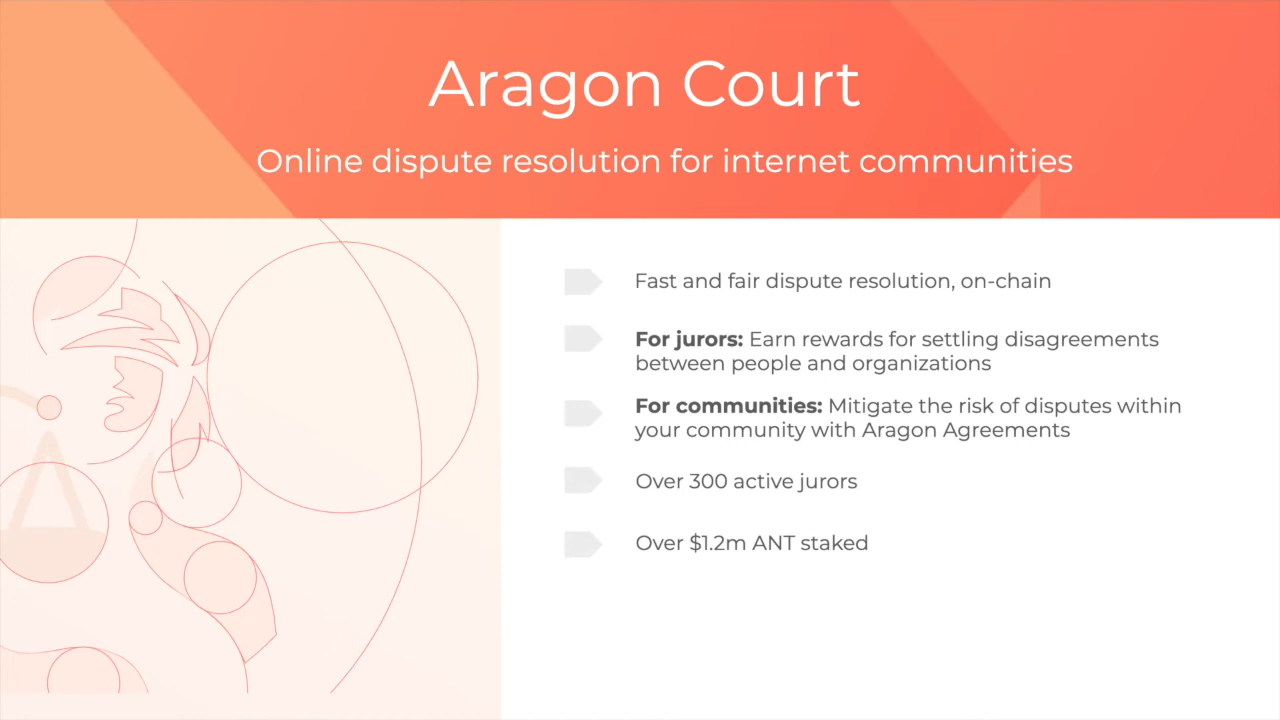 Aragon Court
Online dispute resolution for internet communities
Fast and fair dispute resolution, on-chain
For jurors: Earn rewards for settling disagreements
between people and organizations
For communities: Mitigate the risk of disputes within
your community with Aragon Agreements
Over 300 active jurors
Over $1.2m ANT staked